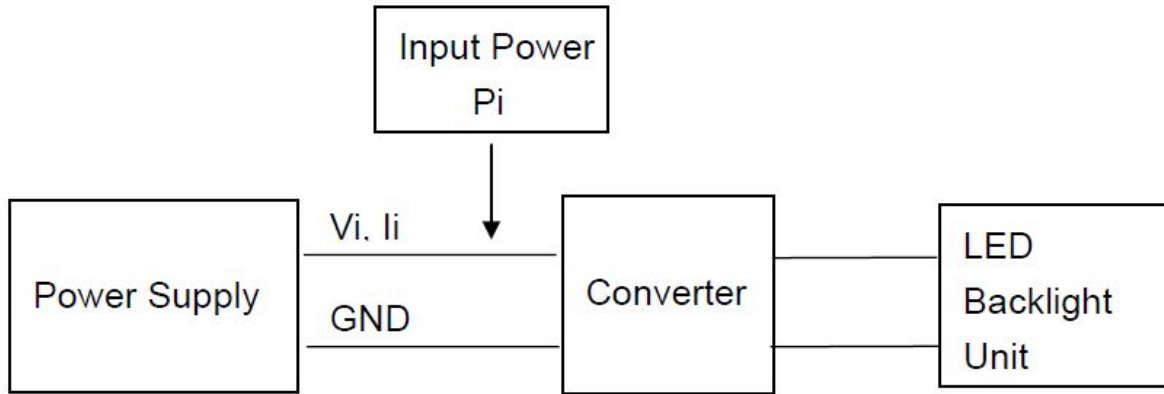 Input Power
Pi
Vi, Ii
Power Supply
GND
Converter
LED
Backlight
Unit